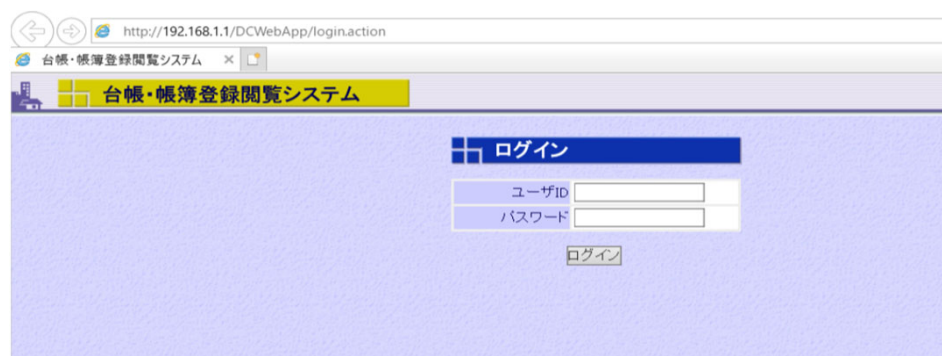 http://192.168.1.1/DCWebApp/login.action
台帳・帳簿登録閲覧システム
台帳・帳簿登録閲覧システム
ログイン
ユーザID
パスワード
ログイン